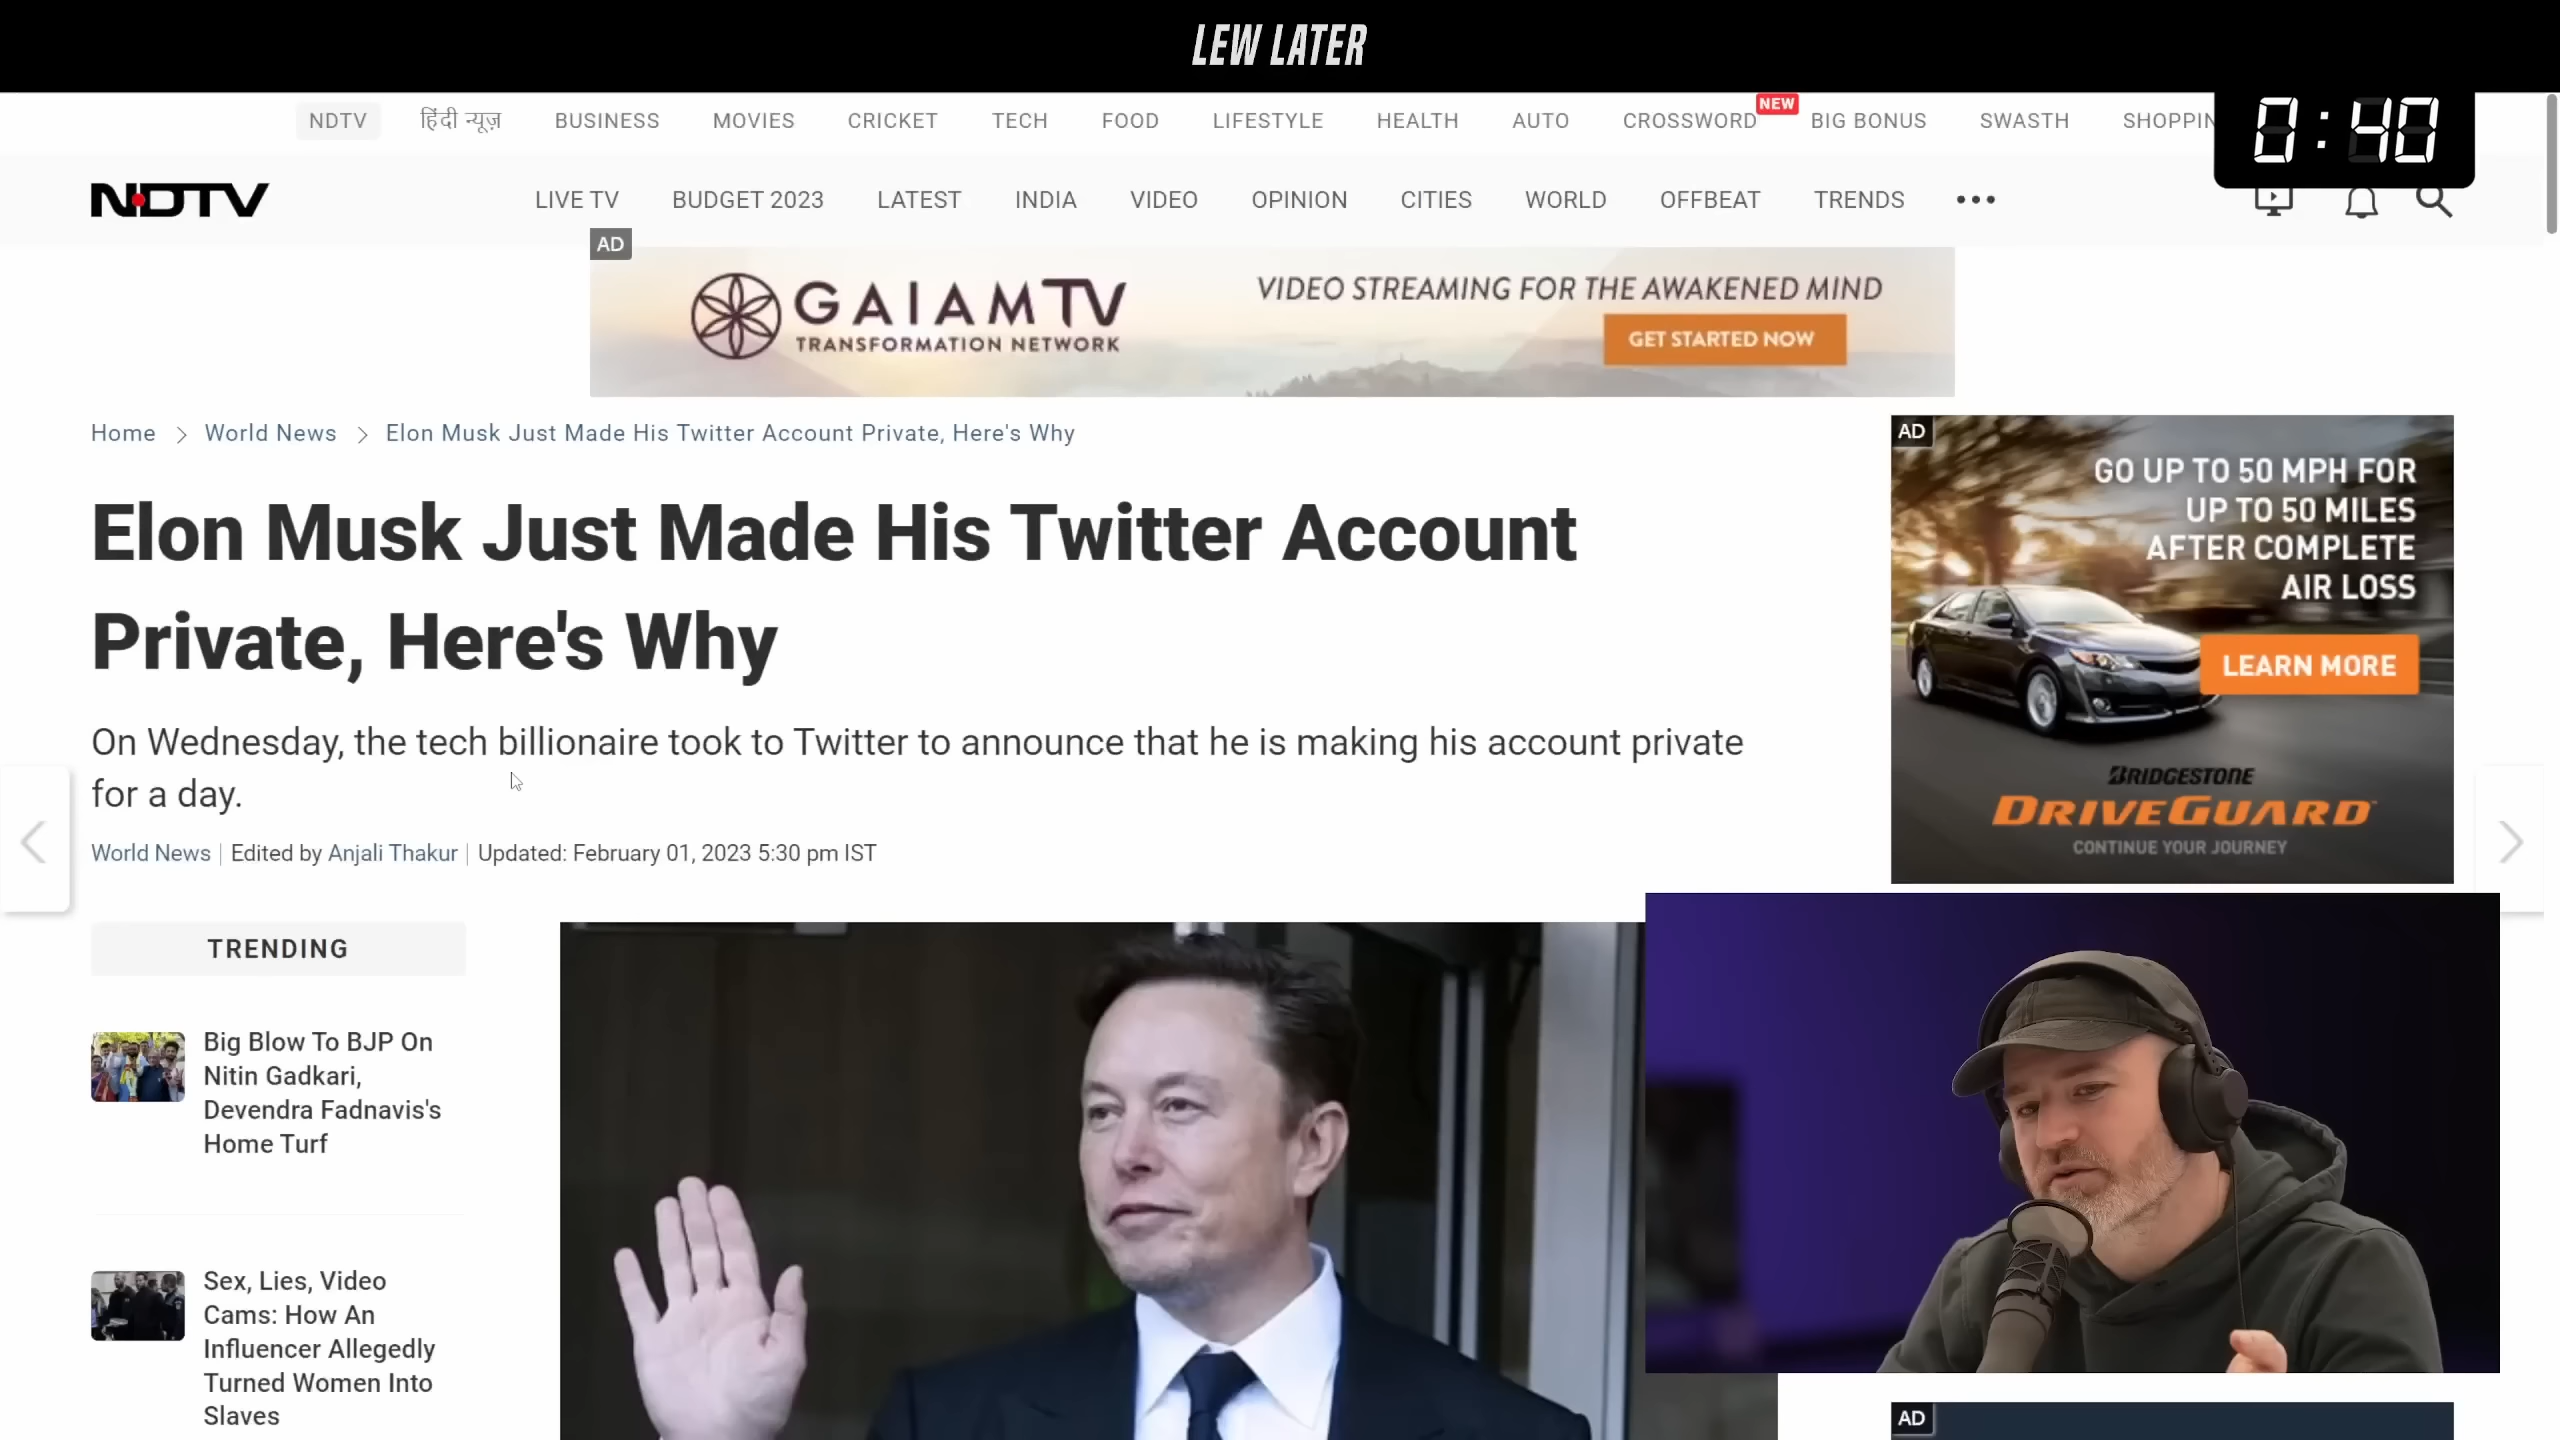 LEW LATER
NDTV
हिंदी न्यूज़
BUSINESS
MOVIES
CRICKET
TECH
FOOD
LIFESTYLE
HEALTH
AUTO
CROSSWORD
NEW
BIG BONUS
SWASTH
SHOPPIN
0:40
NDTV
LIVE TV
BUDGET 2023
LATEST
INDIA
VIDEO
OPINION
CITIES
WORLD
OFFBEAT
TRENDS
AD
GAIAMTV
TRANSFORMATION NETWORK
VIDEO STREAMING FOR THE AWAKENED MIND
GET STARTED NOW
Home > World News > Elon Musk Just Made His Twitter Account Private, Here's Why
Elon Musk Just Made His Twitter Account
Private, Here's Why
On Wednesday, the tech billionaire took to Twitter to announce that he is making his account private
for a day.
World News | Edited by Anjali Thakur | Updated: February 01, 2023 5:30 pm IST
AD
GO UP TO 50 MPH FOR
UP TO 50 MILES
AFTER COMPLETE
AIR LOSS
LEARN MORE
BRIDGESTONE
DRIVEGUARD
CONTINUE YOUR JOURNEY
TRENDING
Big Blow To BJP On
Nitin Gadkari,
Devendra Fadnavis's
Home Turf
Sex, Lies, Video
Cams: How An
Influencer Allegedly
Turned Women Into
Slaves
AD